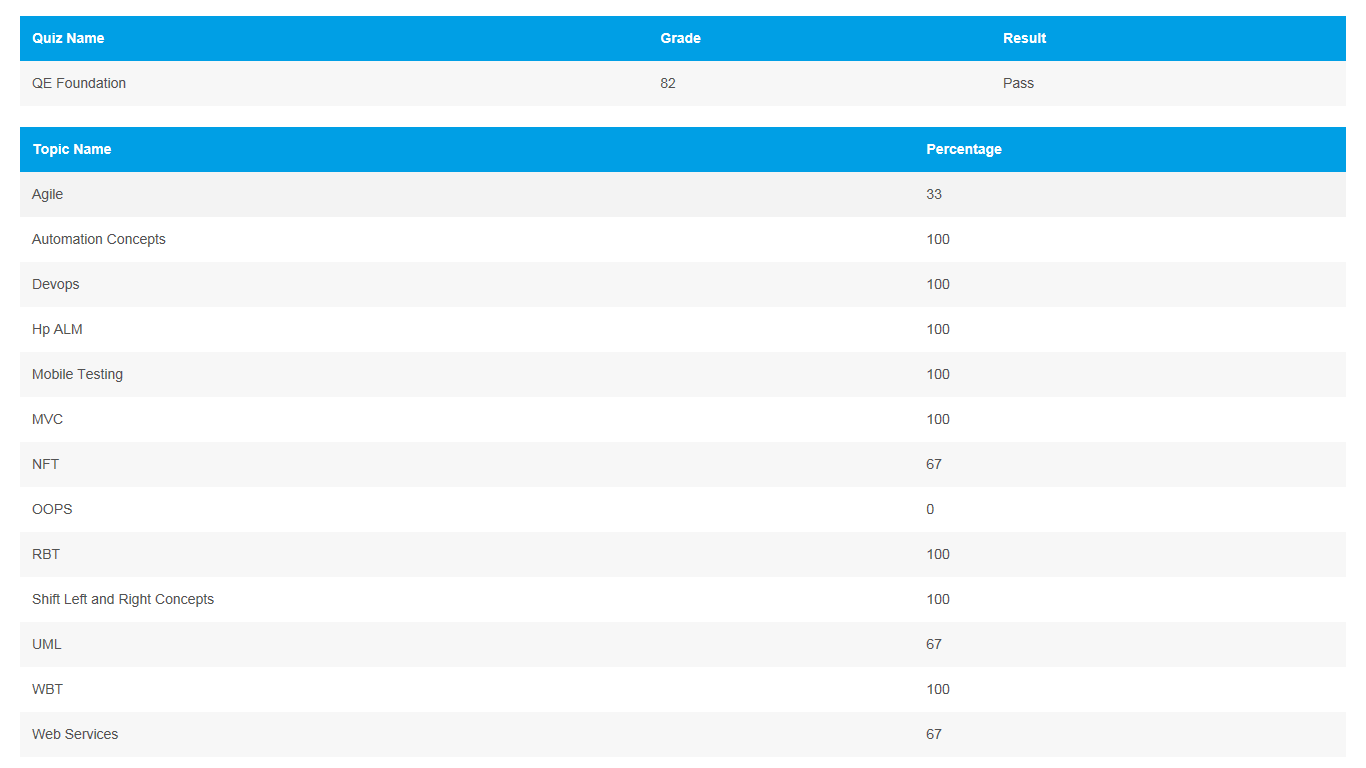 Quiz Name Grade Result
QE Foundation 82 Pass
Topic Name Percentage
Agile 33
Automation Concepts 100
Devops 100
Hp ALM 100
Mobile Testing 100
MVC 100
NFT 67
OOPS 0
RBT 100
Shift Left and Right Concepts 100
UML 67
WBT 100
Web Services 67